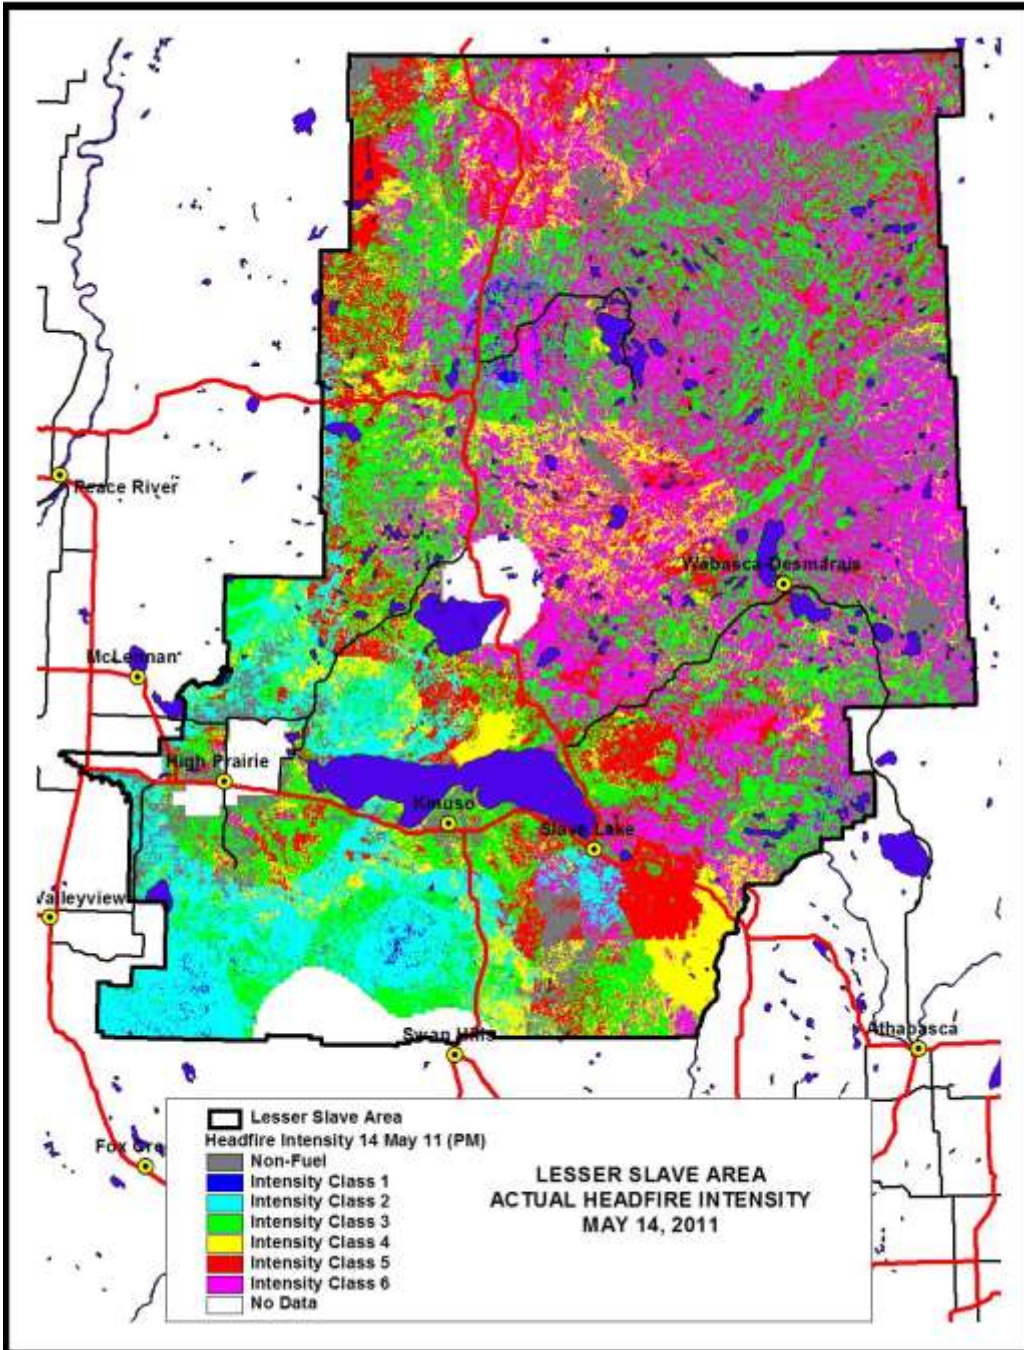 Peace River
Wabasca-Desmarais
McLennan
High Prairie
Kinuso
Slave Lake
Valleyview
Swan Hills
Athabasca
Fox Cre
Lesser Slave Area
Headfire Intensity 14 May 11 (PM)
Non-Fuel
Intensity Class 1
Intensity Class 2
Intensity Class 3
Intensity Class 4
Intensity Class 5
Intensity Class 6
No Data
LESSER SLAVE AREA
ACTUAL HEADFIRE INTENSITY
MAY 14, 2011